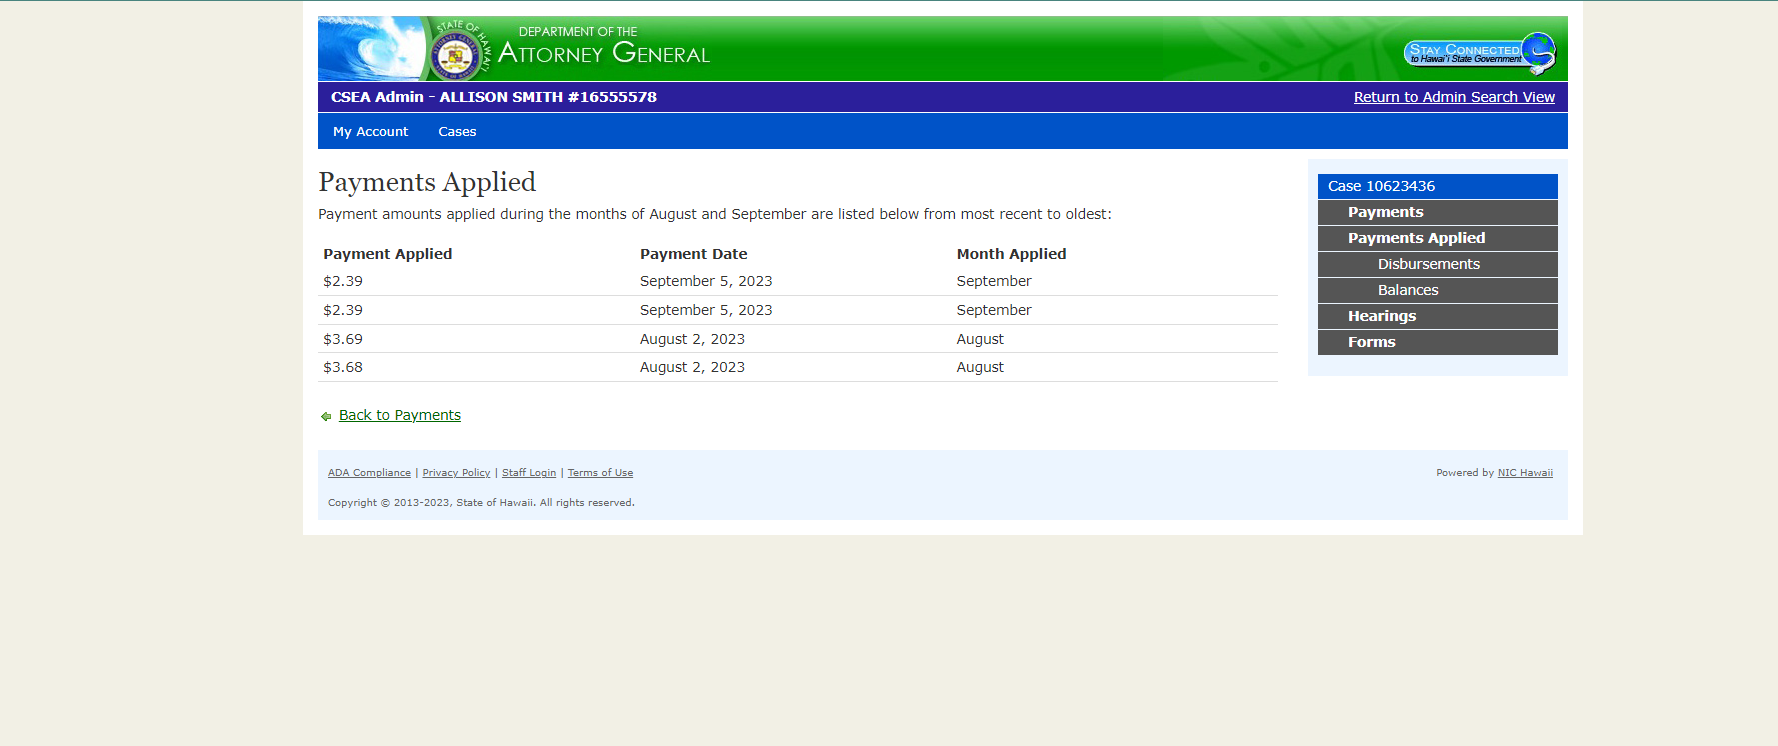 STATE OF HAWAII
DEPARTMENT OF THE
ATTORNEY GENERAL
STAY CONNECTED
to Hawai'i State Government
CSEA Admin - ALLISON SMITH #16555578
Return to Admin Search View
My Account Cases
Payments Applied
Payment amounts applied during the months of August and September are listed below from most recent to oldest:
Payment Applied Payment Date Month Applied
$2.39 September 5, 2023 September
$2.39 September 5, 2023 September
$3.69 August 2, 2023 August
$3.68 August 2, 2023 August
Back to Payments
Case 10623436
Payments
Payments Applied
Disbursements
Balances
Hearings
Forms
ADA Compliance | Privacy Policy | Staff Login | Terms of Use
Powered by NIC Hawaii
Copyright © 2013-2023, State of Hawaii. All rights reserved.